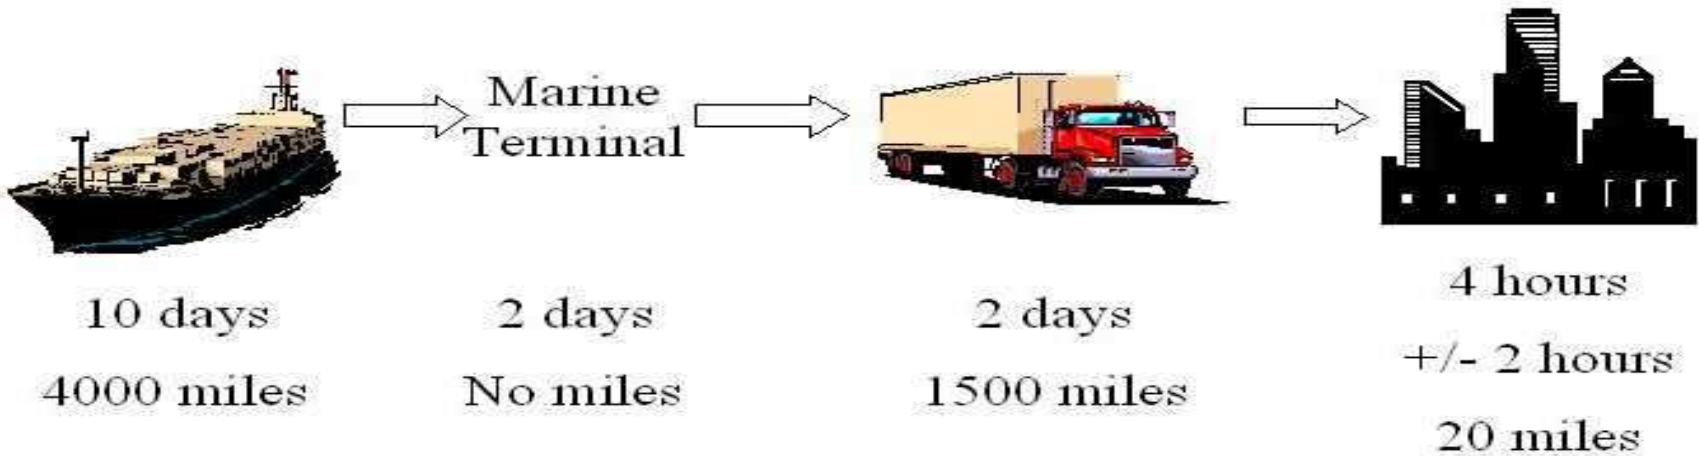 Marine
Terminal
10 days
4000 miles
2 days
No miles
2 days
1500 miles
4 hours
+/- 2 hours
20 miles